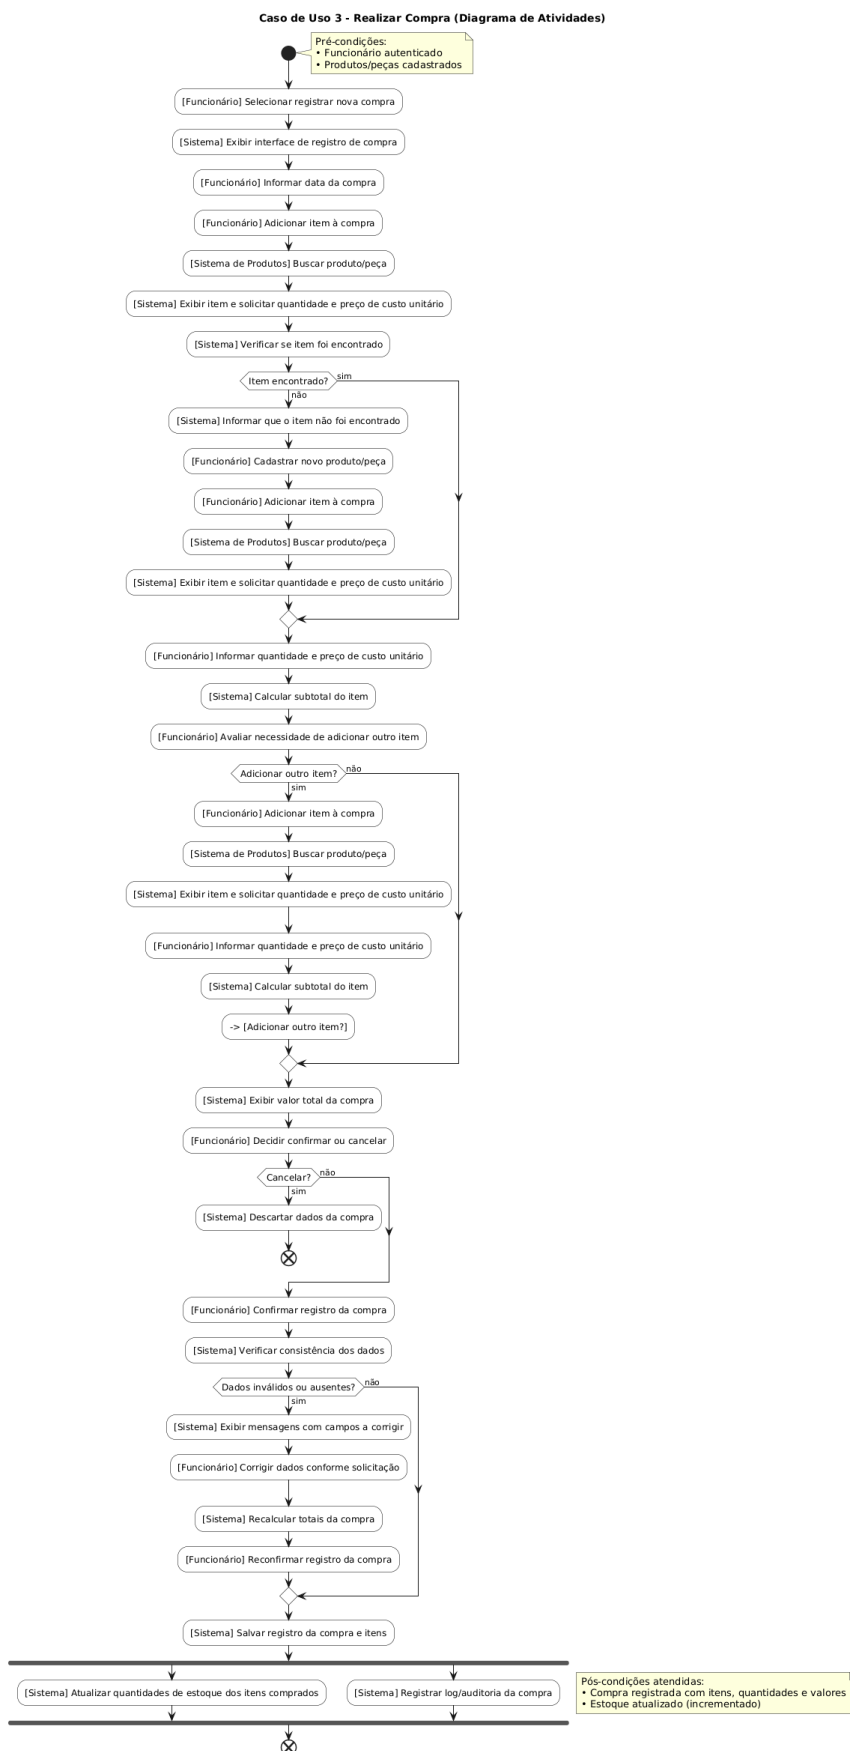 Caso de Uso 3 - Realizar Compra (Diagrama de Atividades)
Pré-condições:
• Funcionário autenticado
• Produtos/peças cadastrados
[Funcionário] Selecionar registrar nova compra
[Sistema] Exibir interface de registro de compra
[Funcionário] Informar data da compra
[Funcionário] Adicionar item à compra
[Sistema de Produtos] Buscar produto/peça
[Sistema] Exibir item e solicitar quantidade e preço de custo unitário
[Sistema] Verificar se item foi encontrado
Item encontrado?
sim
não
[Sistema] Informar que o item não foi encontrado
[Funcionário] Cadastrar novo produto/peça
[Funcionário] Adicionar item à compra
[Sistema de Produtos] Buscar produto/peça
[Sistema] Exibir item e solicitar quantidade e preço de custo unitário
[Funcionário] Informar quantidade e preço de custo unitário
[Sistema] Calcular subtotal do item
[Funcionário] Avaliar necessidade de adicionar outro item
Adicionar outro item?
não
sim
[Funcionário] Adicionar item à compra
[Sistema de Produtos] Buscar produto/peça
[Sistema] Exibir item e solicitar quantidade e preço de custo unitário
[Funcionário] Informar quantidade e preço de custo unitário
[Sistema] Calcular subtotal do item
-> [Adicionar outro item?]
[Sistema] Exibir valor total da compra
[Funcionário] Decidir confirmar ou cancelar
Cancelar?
não
sim
[Sistema] Descartar dados da compra
[Funcionário] Confirmar registro da compra
[Sistema] Verificar consistência dos dados
Dados inválidos ou ausentes?
não
sim
[Sistema] Exibir mensagens com campos a corrigir
[Funcionário] Corrigir dados conforme solicitação
[Sistema] Recalcular totais da compra
[Funcionário] Reconfirmar registro da compra
[Sistema] Salvar registro da compra e itens
[Sistema] Atualizar quantidades de estoque dos itens comprados
[Sistema] Registrar log/auditoria da compra
Pós-condições atendidas:
• Compra registrada com itens, quantidades e valores
• Estoque atualizado (incrementado)